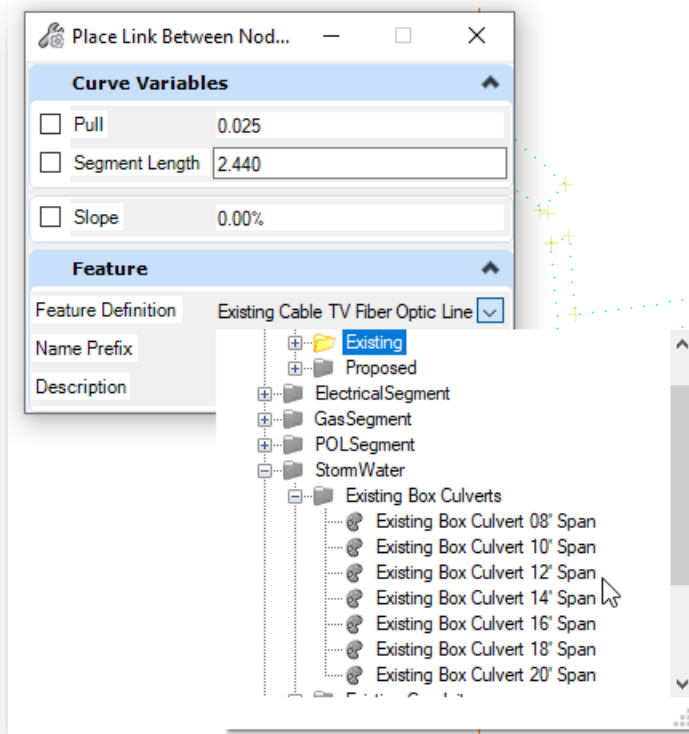 Place Link Between Nod...
Curve Variables
Pull 0.025
Segment Length 2.440
Slope 0.00%
Feature
Feature Definition Existing Cable TV Fiber Optic Line
Name Prefix
Description
Existing
Proposed
ElectricalSegment
GasSegment
POLSegment
StormWater
Existing Box Culverts
Existing Box Culvert 08' Span
Existing Box Culvert 10' Span
Existing Box Culvert 12' Span
Existing Box Culvert 14' Span
Existing Box Culvert 16' Span
Existing Box Culvert 18' Span
Existing Box Culvert 20' Span